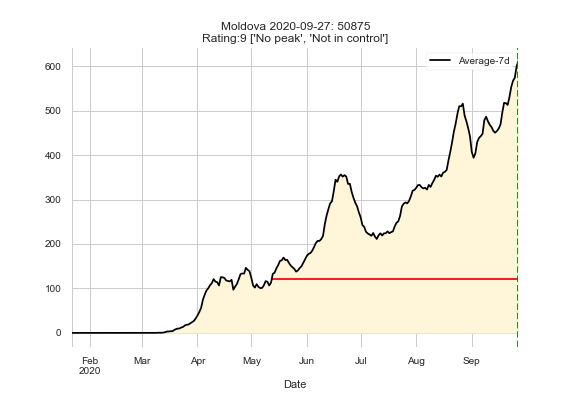 Moldova 2020-09-27: 50875
Rating:9 ['No peak', 'Not in control']
Average-7d
600
500
400
300
200
100
0
Feb Mar Apr May Jun Jul Aug Sep
2020
Date